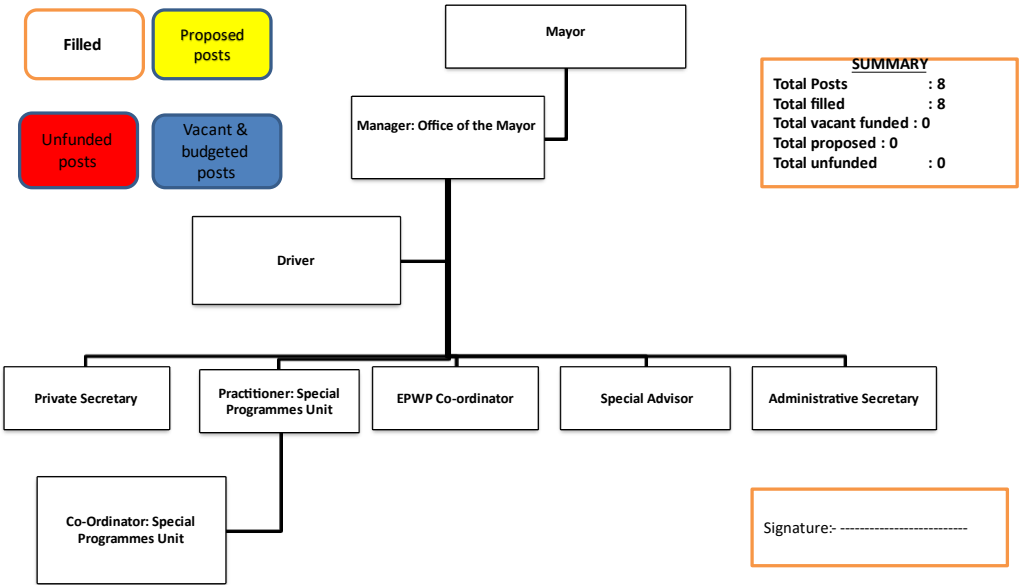 Filled
Proposed
posts
Unfunded
posts
Vacant &
budgeted
posts
Mayor
Manager: Office of the Mayor
SUMMARY
Total Posts : 8
Total filled : 8
Total vacant funded : 0
Total proposed : 0
Total unfunded : 0
Driver
Private Secretary
Practitioner: Special
Programmes Unit
EPWP Co-ordinator
Special Advisor
Administrative Secretary
Co-Ordinator: Special
Programmes Unit
Signature:- --------------------------